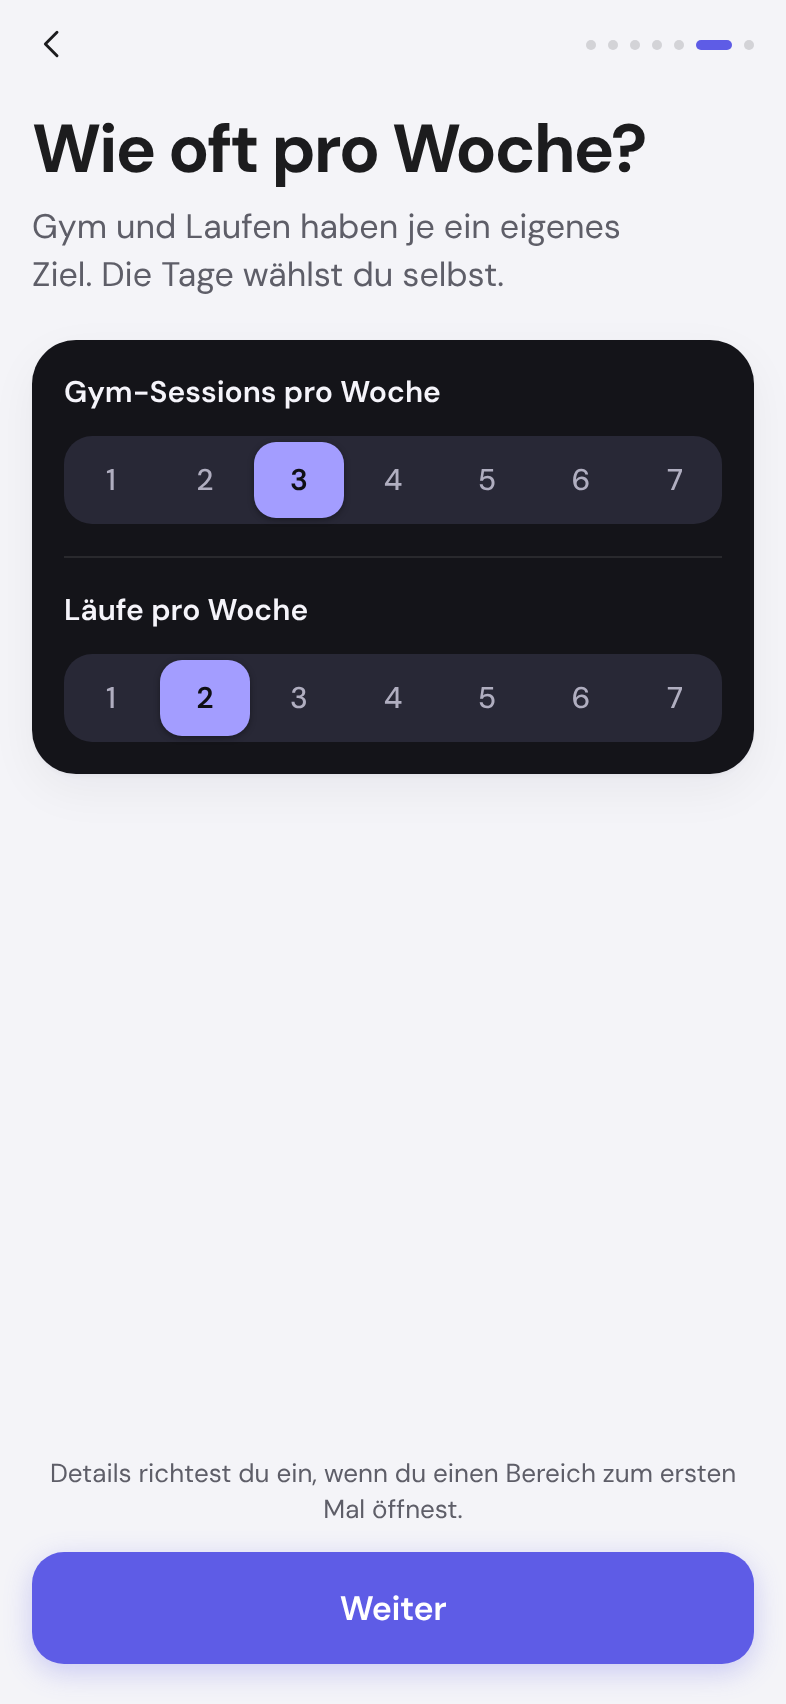 Wie oft pro Woche?
Gym und Laufen haben je ein eigenes
Ziel. Die Tage wählst du selbst.
Gym-Sessions pro Woche
1 2 3 4 5 6 7
Läufe pro Woche
1 2 3 4 5 6 7
Details richtest du ein, wenn du einen Bereich zum ersten
Mal öffnest.
Weiter